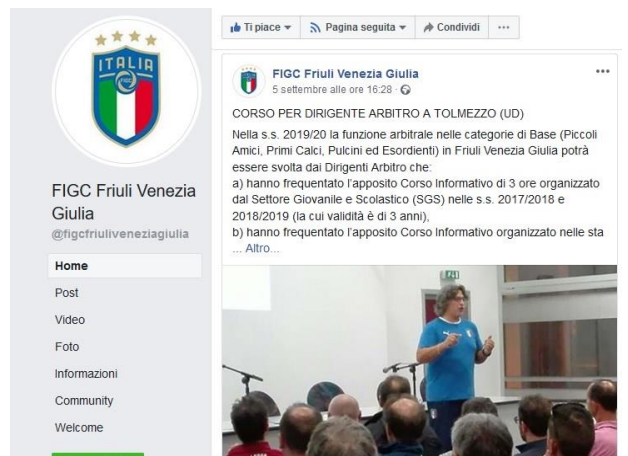 ITALIA
FIGC
FIGC Friuli Venezia
Giulia
@figcfriuliveneziagiulia
Home
Post
Video
Foto
Informazioni
Community
Welcome
Ti piace
Pagina seguita
Condividi
ITALIA
FIGC Friuli Venezia Giulia
5 settembre alle ore 16:28 ·
CORSO PER DIRIGENTE ARBITRO A TOLMEZZO (UD)
Nella s.s. 2019/20 la funzione arbitrale nelle categorie di Base (Piccoli
Amici, Primi Calci, Pulcini ed Esordienti) in Friuli Venezia Giulia potrà
essere svolta dai Dirigenti Arbitro che:
a) hanno frequentato l'apposito Corso Informativo di 3 ore organizzato
dal Settore Giovanile e Scolastico (SGS) nelle s.s. 2017/2018 e
2018/2019 (la cui validità è di 3 anni),
b) hanno frequentato l'apposito Corso Informativo organizzato nelle sta
... Altro...